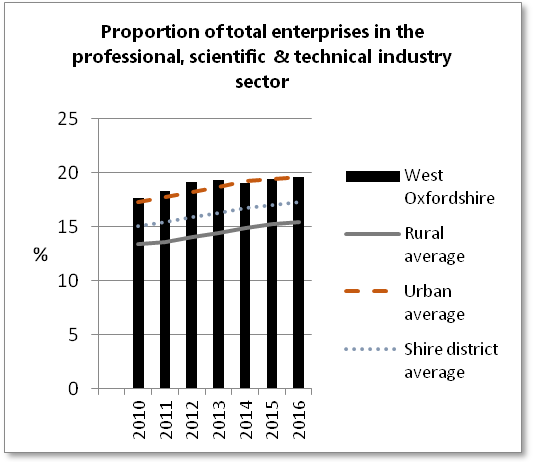 Proportion of total enterprises in the
professional, scientific & technical industry
sector
25
20
15
10
5
0
%
2010
2011
2012
2013
2014
2015
2016
West
Oxfordshire
Rural
average
Urban
average
Shire district
average